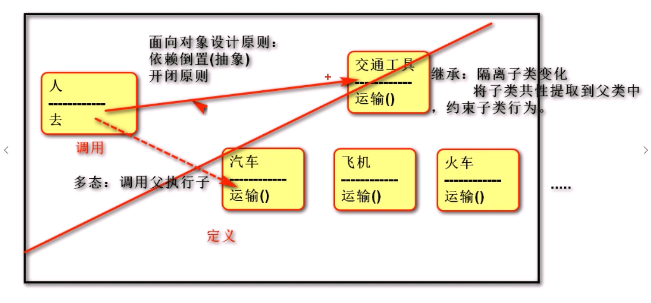 面向对象设计原则：
依赖倒置(抽象)
开闭原则
人
------------
去
调用
+
交通工具
------------
运输()
继承：隔离子类变化
将子类共性提取到父类中
，约束子类行为。
多态：调用父执行子
汽车
------------
运输()
飞机
------------
运输()
火车
------------
运输()
.....
定义